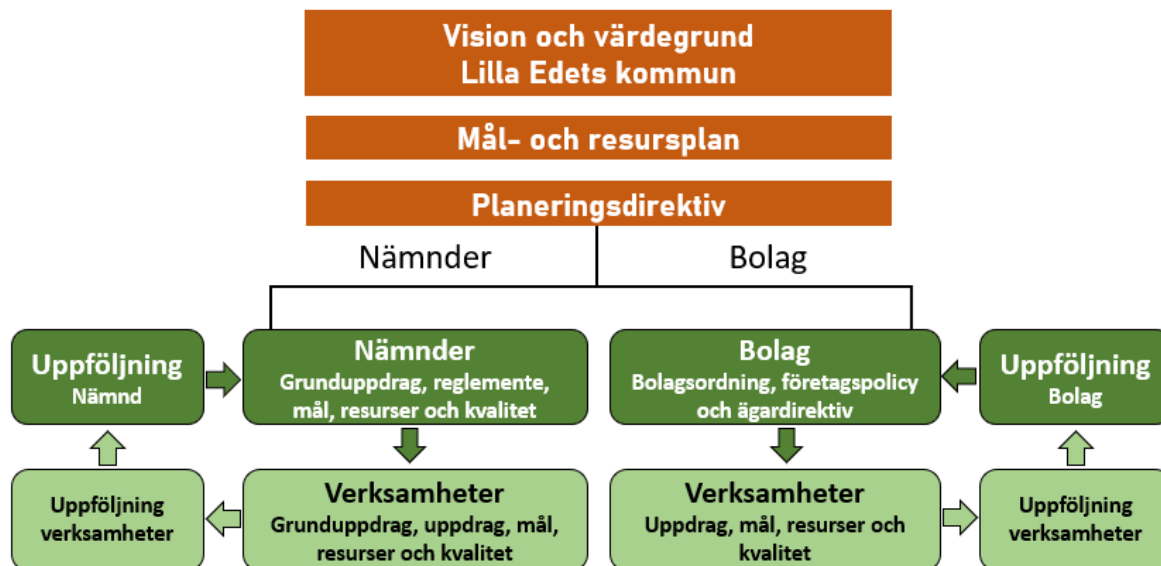 Vision och värdegrund
Lilla Edets kommun
Mål- och resursplan
Planeringsdirektiv
Nämnder
Bolag
Uppföljning
Nämnd
Nämnder
Grunduppdrag, reglemente,
mål, resurser och kvalitet
Bolag
Bolagsordning, företagspolicy
och ägardirektiv
Uppföljning
Bolag
Uppföljning
verksamheter
Verksamheter
Grunduppdrag, uppdrag, mål,
resurser och kvalitet
Verksamheter
Uppdrag, mål, resurser och
kvalitet
Uppföljning
verksamheter